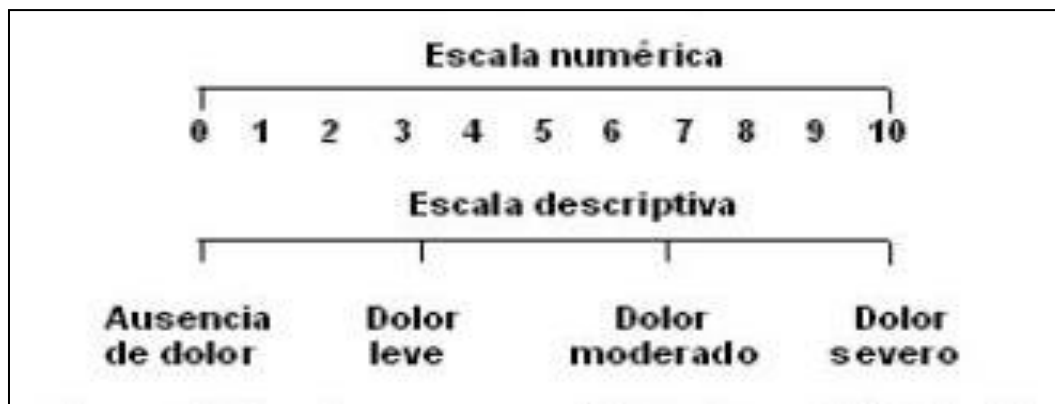 Escala numérica
0 1 2 3 4 5 6 7 8 9 10
Escala descriptiva
Ausencia de dolor
Dolor leve
Dolor moderado
Dolor severo